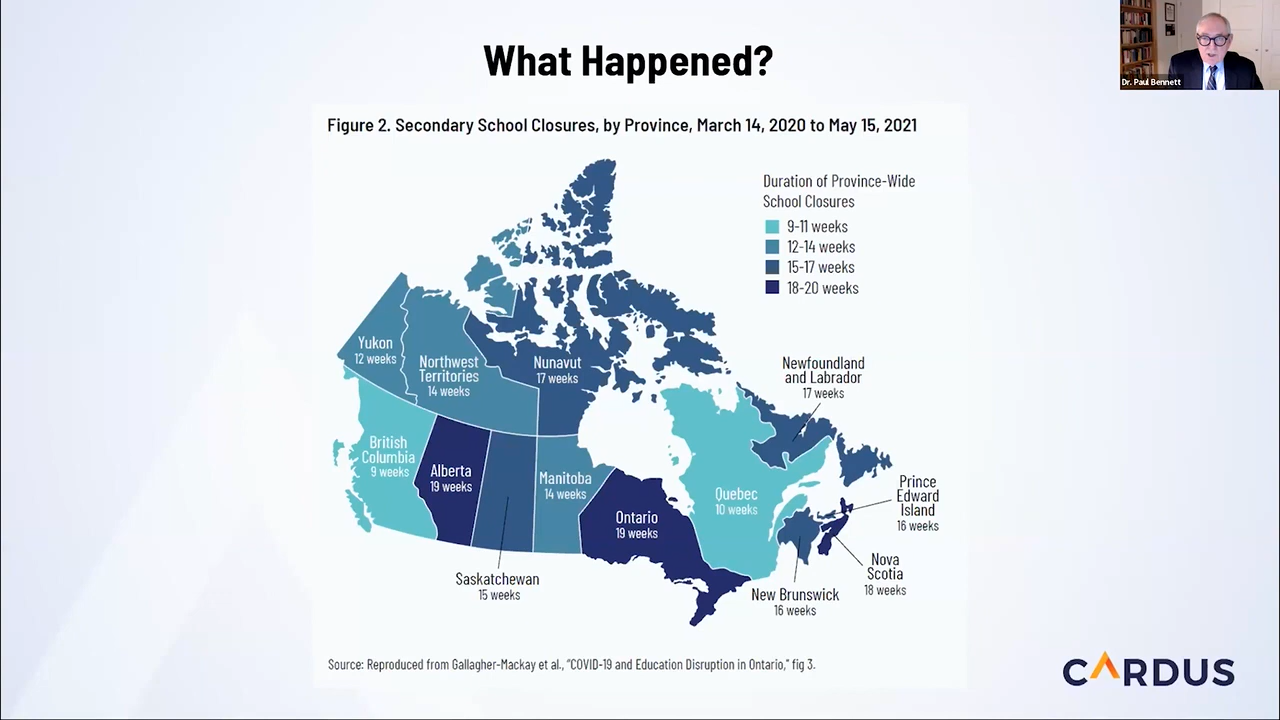 What Happened?
Dr. Paul Bennett
Figure 2. Secondary School Closures, by Province, March 14, 2020 to May 15, 2021
Duration of Province-Wide
School Closures
9-11 weeks
12-14 weeks
15-17 weeks
18-20 weeks
Yukon
12 weeks
Northwest
Territories
14 weeks
Nunavut
17 weeks
Newfoundland
and Labrador
17 weeks
British
Columbia
9 weeks
Alberta
19 weeks
Manitoba
14 weeks
Ontario
19 weeks
Quebec
10 weeks
Prince
Edward
Island
16 weeks
Nova
Scotia
18 weeks
Saskatchewan
15 weeks
New Brunswick
16 weeks
Source: Reproduced from Gallagher-Mackay et al., “COVID-19 and Education Disruption in Ontario,” fig 3.
CARDUS